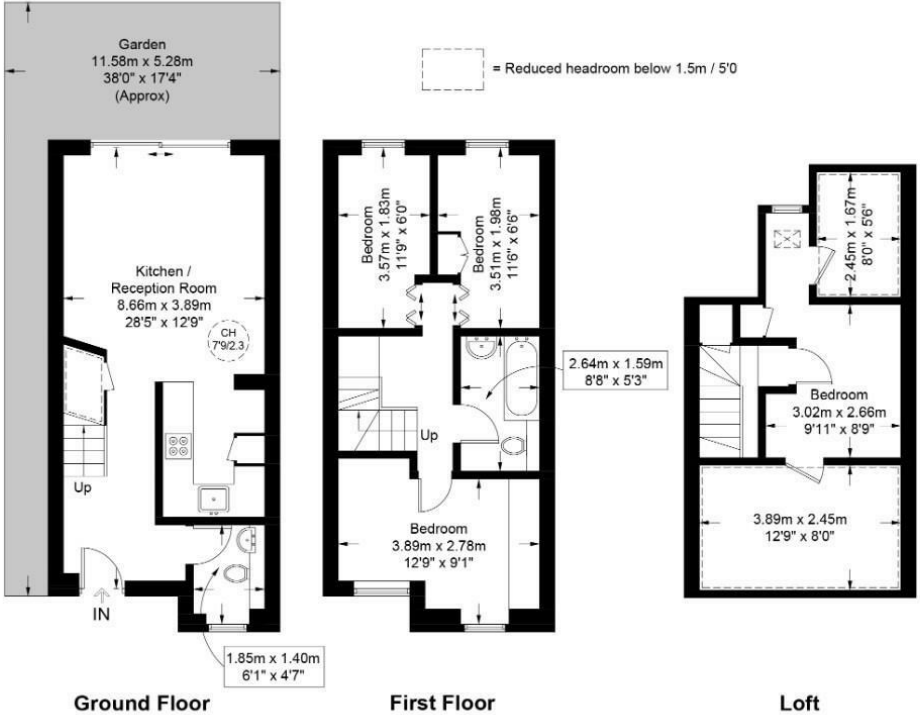 Garden
11.58m x 5.28m
38'0" x 17'4"
(Approx)
= Reduced headroom below 1.5m / 5'0
Kitchen /
Reception Room
8.66m x 3.89m
28'5" x 12'9"
CH
7'9/2.3
Up
IN
1.85m x 1.40m
6'1" x 4'7"
Ground Floor
Bedroom
3.57m x 1.83m
11'9" x 6'0"
Bedroom
3.51m x 1.98m
11'6" x 6'6"
2.64m x 1.59m
8'8" x 5'3"
Up
Bedroom
3.89m x 2.78m
12'9" x 9'1"
First Floor
2.45m x 1.67m
8'0" x 5'6"
Bedroom
3.02m x 2.66m
9'11" x 8'9"
3.89m x 2.45m
12'9" x 8'0"
Loft